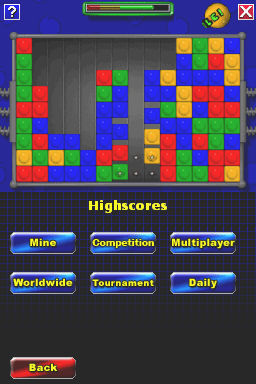 ?
X
Highscores
Mine
Competition
Multiplayer
Worldwide
Tournament
Daily
Back